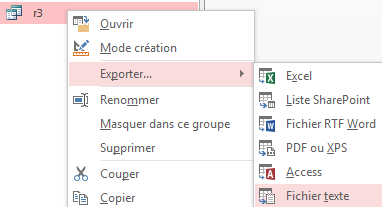 r3
Ouvrir
Mode création
Exporter...
Renommer
Masquer dans ce groupe
Supprimer
Couper
Copier
Excel
Liste SharePoint
Fichier RTF Word
PDF ou XPS
Access
Fichier texte